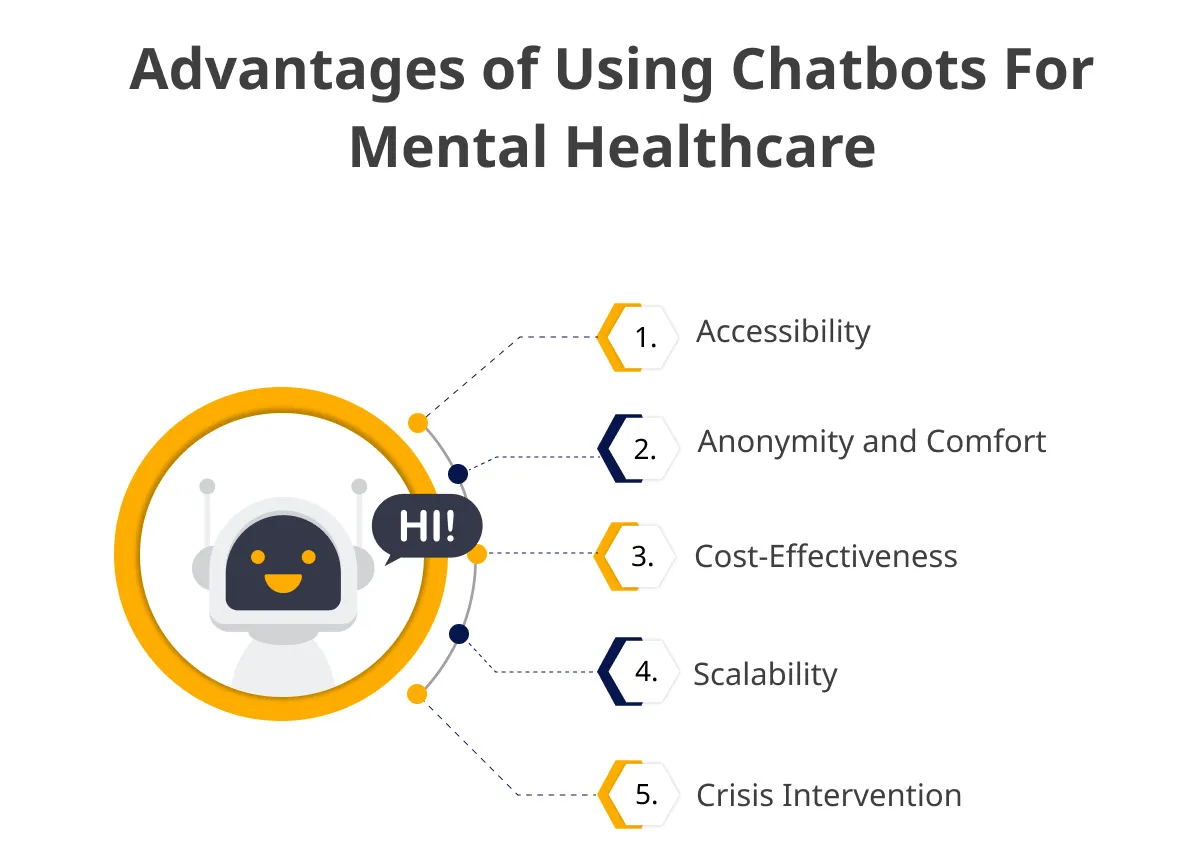 Advantages of Using Chatbots For
Mental Healthcare
1. Accessibility
2. Anonymity and Comfort
HI!
3. Cost-Effectiveness
4. Scalability
5. Crisis Intervention